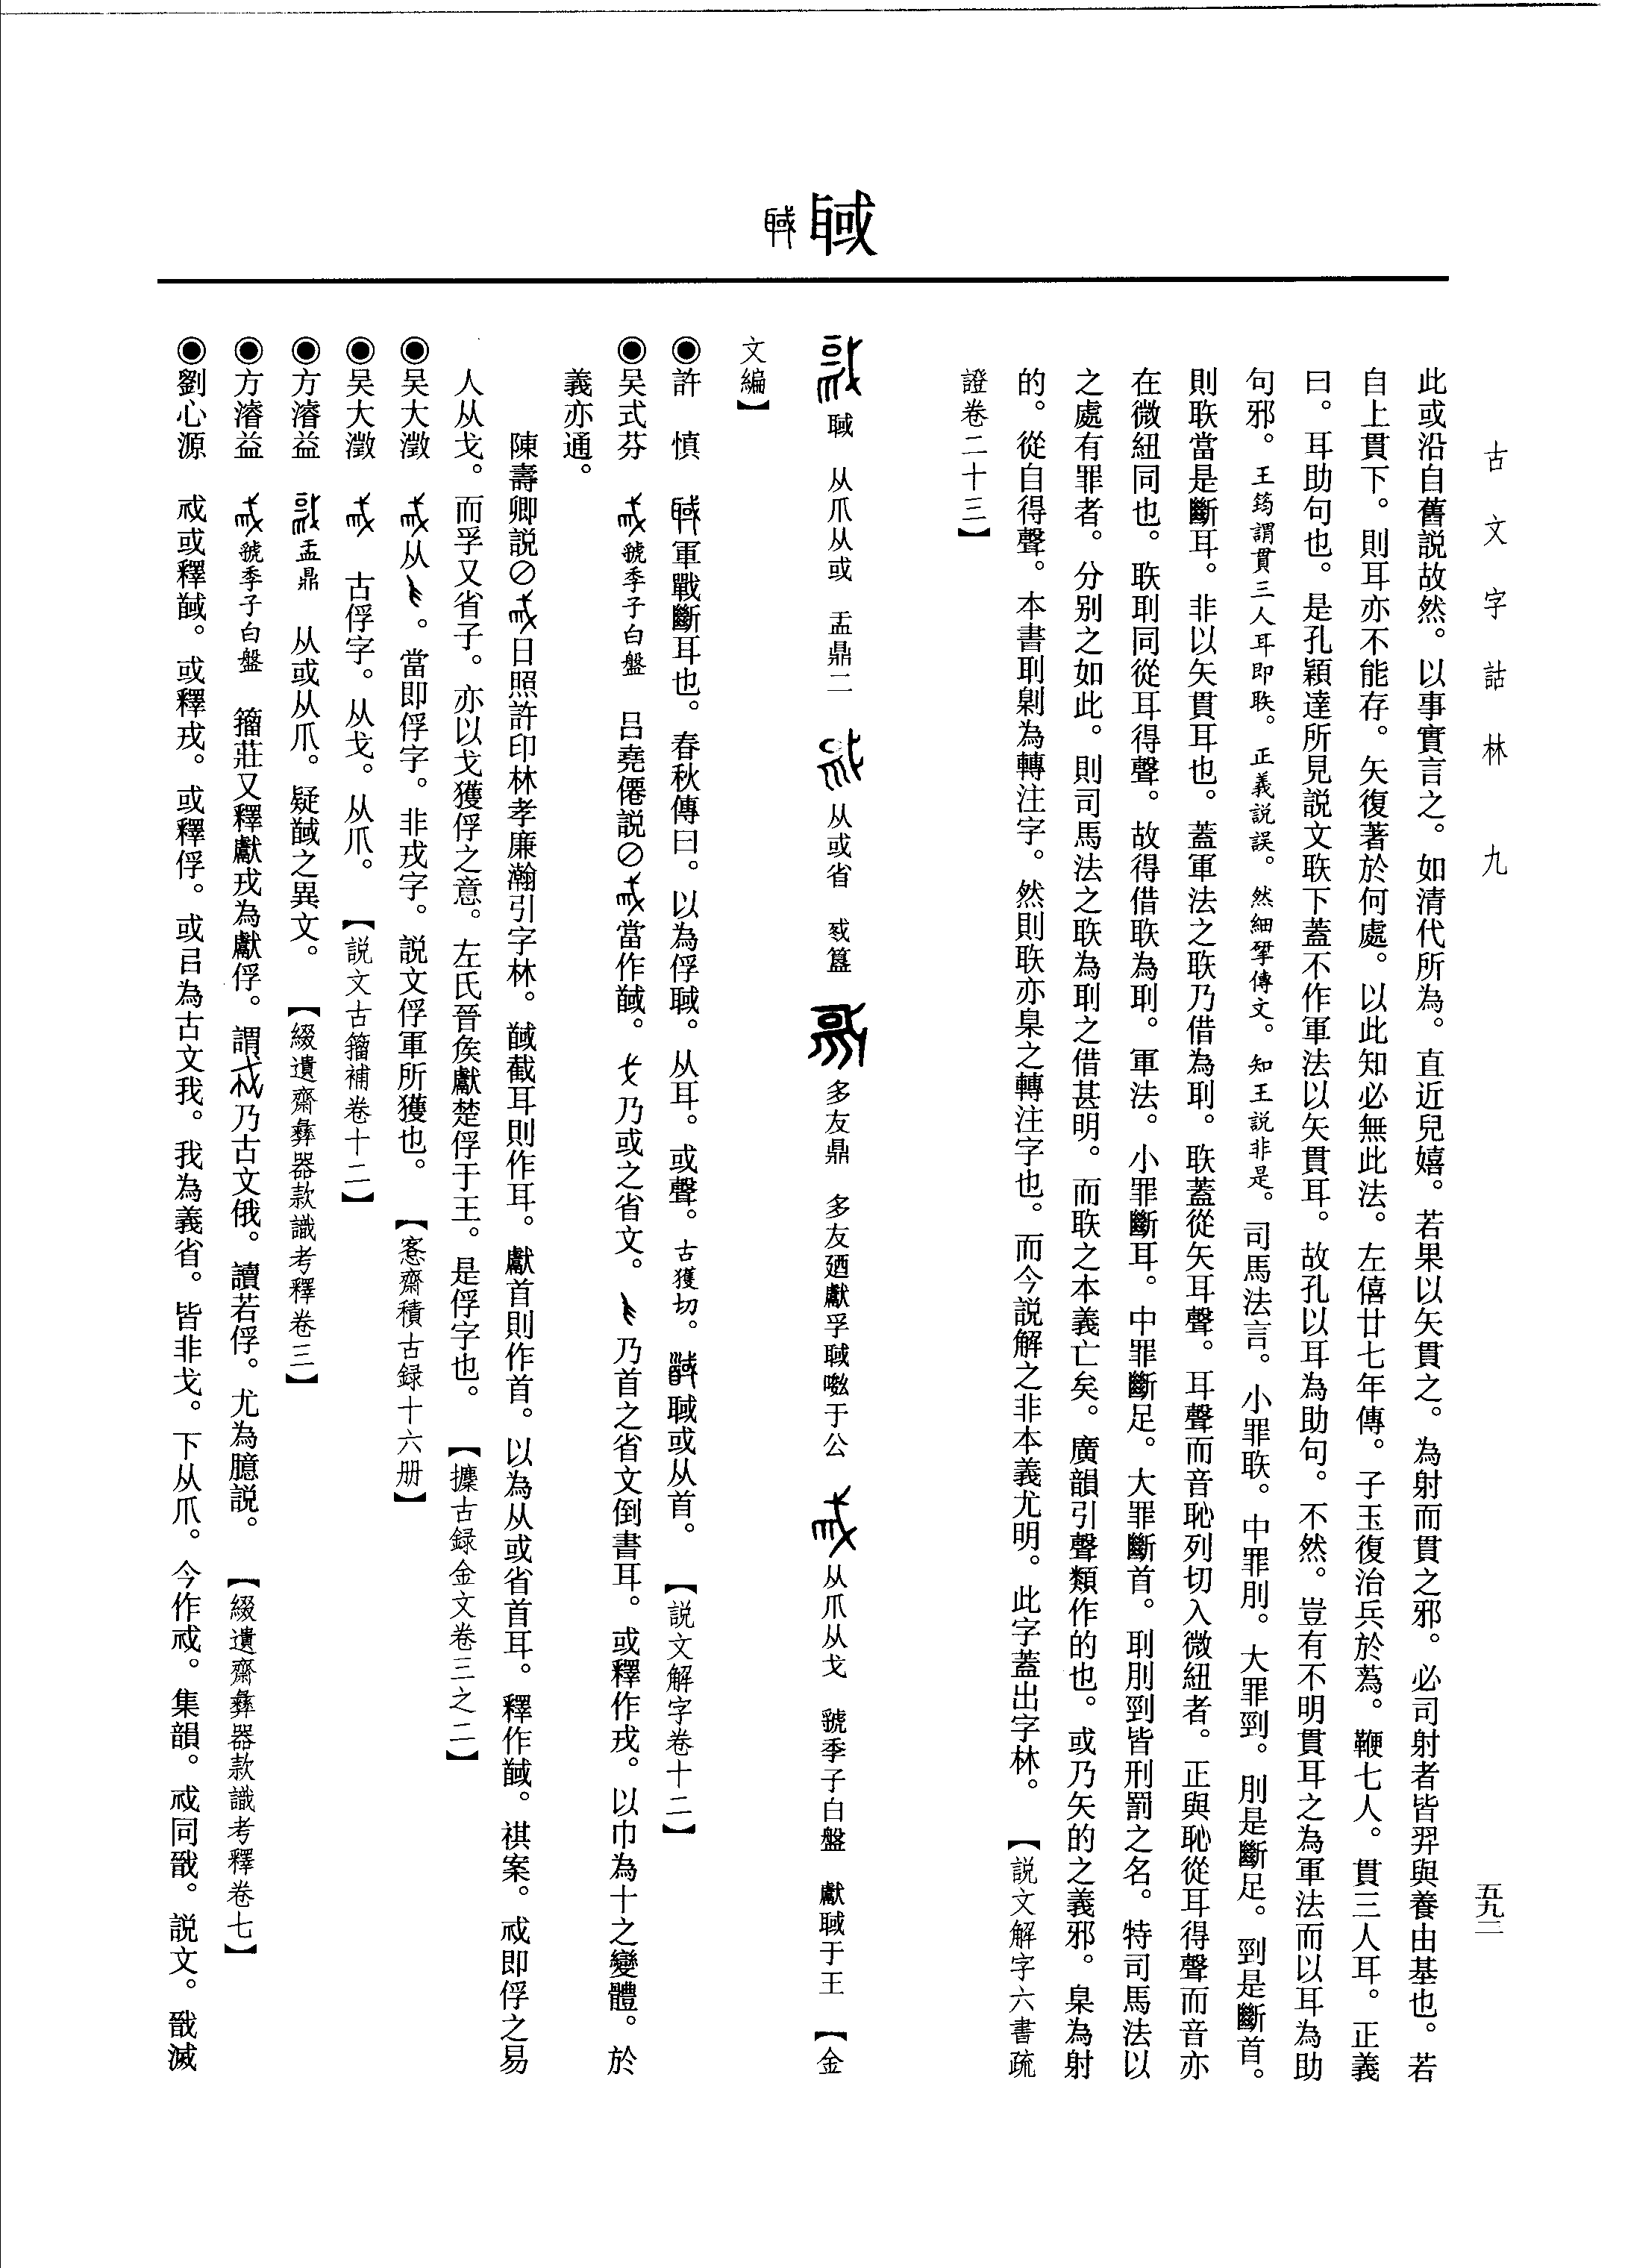 古文字詁林 九
五九二
聝
此或沿自舊説故然。以事實言之。如清代所為。直近兒嬉。若果以矢貫之。為射而貫之邪。必司射者皆羿與養由基也。若
自上貫下。則耳亦不能存。矢復著於何處。以此知必無此法。左僖廿七年傳。子玉復治兵於蒍。鞭七人。貫三人耳。正義
曰。耳助句也。是孔穎達所見説文聅下蓋不作軍法以矢貫耳。故孔以耳為助句。不然。豈有不明貫耳之為軍法而以耳為助
句邪。王筠謂貫三人耳即聅。正義説誤。然細揅傳文。知王説非是。司馬法言。小罪聅。中罪刖。大罪剄。刖是斷足。剄是斷首。
則聅當是斷耳。非以矢貫耳也。蓋軍法之聅乃借為刵。聅蓋從矢耳聲。耳聲而音恥列切入微紐者。正與恥從耳得聲而音亦
在微紐同也。聅刵同從耳得聲。故得借聅為刵。軍法。小罪斷耳。中罪斷足。大罪斷首。刵刖剄皆刑罰之名。特司馬法以
之處有罪者。分别之如此。則司馬法之聅為刵之借甚明。而聅之本義亡矣。廣韻引聲類作的也。或乃矢的之義邪。臬為射
的。從自得聲。本書刵劓為轉注字。然則聅亦臬之轉注字也。而今説解之非本義尤明。此字蓋出字林。【説文解字六書疏
證卷二十三】
聝 从爪从或 盂鼎二 从或省 㦰簋 多友鼎 多友廼獻孚聝噝于公 从爪从戈 虢季子白盤 獻聝于王 【金
文編】
◉許 慎 軍戰斷耳也。春秋傳曰。以為俘聝。从耳。或聲。古獲切。聝或从首。【説文解字卷十二】
◉吴式芬 虢季子白盤 吕堯僊説 當作馘。乃或之省文。乃首之省文倒書耳。或釋作戎。以巾為十之變體。於
義亦通。
陳壽卿説 日照許印林孝廉瀚引字林。馘截耳則作耳。獻首則作首。以為从或省首耳。釋作馘。祺案。戓即俘之易
人从戈。而孚又省子。亦以戈獲俘之意。左氏晉矦獻楚俘于王。是俘字也。【攗古録金文卷三之二】
◉吴大澂 从 。當即俘字。非戎字。説文俘軍所獲也。【愙齋積古録十六册】
◉吴大澂 古俘字。从戈。从爪。【説文古籀補卷十二】
◉方濬益 盂鼎 从或从爪。疑馘之異文。【綴遺齋彝器款識考釋卷三】
◉方濬益 虢季子白盤 籀莊又釋獻戎為獻俘。謂 乃古文俄。讀若俘。尤為臆説。【綴遺齋彝器款識考釋卷七】
◉劉心源 或釋馘。或釋戎。或釋俘。或㠯為古文我。我為義省。皆非戈。下从爪。今作戓。集韻。戓同戩。説文。戩滅